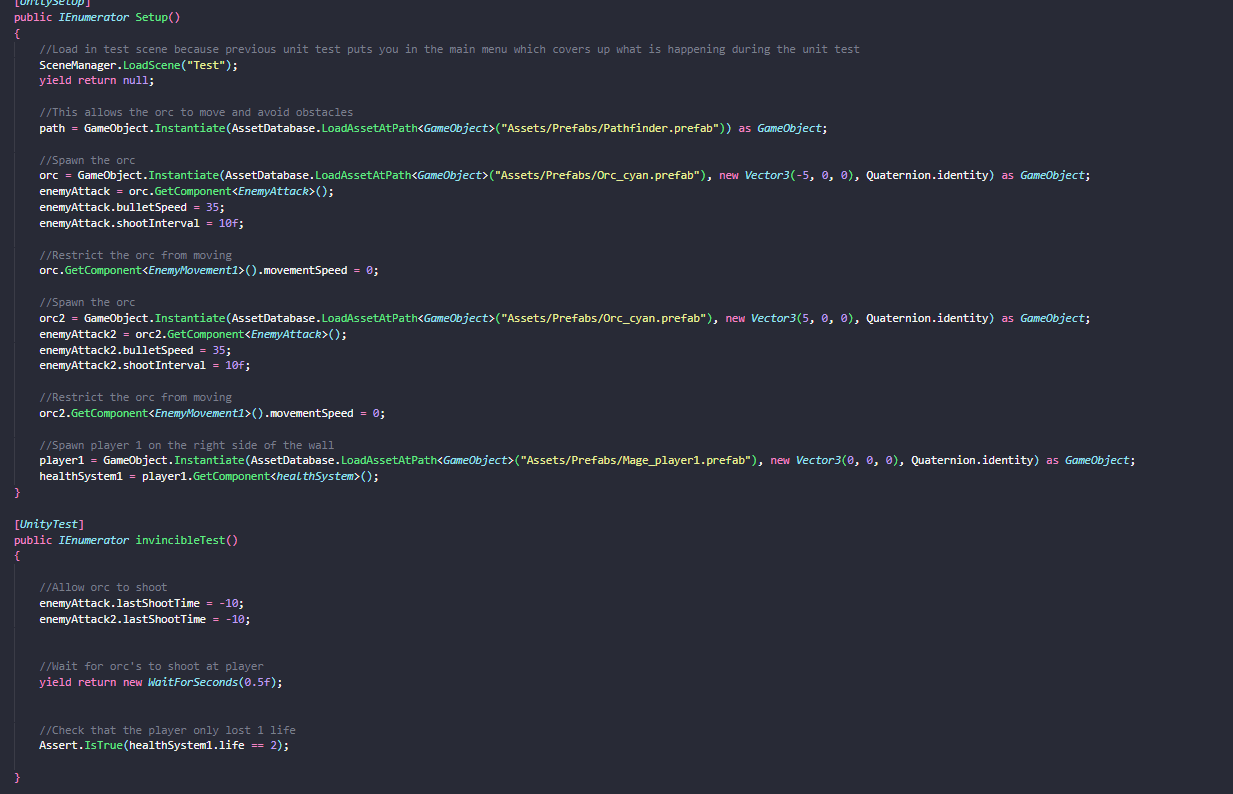 [UnitySetUp]
public IEnumerator Setup()
{
//Load in test scene because previous unit test puts you in the main menu which covers up what is happening during the unit test
SceneManager.LoadScene("Test");
yield return null;
//This allows the orc to move and avoid obstacles
path = GameObject.Instantiate(AssetDatabase.LoadAssetAtPath<GameObject>("Assets/Prefabs/Pathfinder.prefab")) as GameObject;
//Spawn the orc
orc = GameObject.Instantiate(AssetDatabase.LoadAssetAtPath<GameObject>("Assets/Prefabs/Orc_cyan.prefab"), new Vector3(-5, 0, 0), Quaternion.identity) as GameObject;
enemyAttack = orc.GetComponent<EnemyAttack>();
enemyAttack.bulletSpeed = 35;
enemyAttack.shootInterval = 10f;
//Restrict the orc from moving
orc.GetComponent<EnemyMovement1>().movementSpeed = 0;
//Spawn the orc
orc2 = GameObject.Instantiate(AssetDatabase.LoadAssetAtPath<GameObject>("Assets/Prefabs/Orc_cyan.prefab"), new Vector3(5, 0, 0), Quaternion.identity) as GameObject;
enemyAttack2 = orc2.GetComponent<EnemyAttack>();
enemyAttack2.bulletSpeed = 35;
enemyAttack2.shootInterval = 10f;
//Restrict the orc from moving
orc2.GetComponent<EnemyMovement1>().movementSpeed = 0;
//Spawn player 1 on the right side of the wall
player1 = GameObject.Instantiate(AssetDatabase.LoadAssetAtPath<GameObject>("Assets/Prefabs/Mage_player1.prefab"), new Vector3(0, 0, 0), Quaternion.identity) as GameObject;
healthSystem1 = player1.GetComponent<healthSystem>();
}
[UnityTest]
public IEnumerator invincibleTest()
{
//Allow orc to shoot
enemyAttack.lastShootTime = -10;
enemyAttack2.lastShootTime = -10;
//Wait for orc's to shoot at player
yield return new WaitForSeconds(0.5f);
//Check that the player only lost 1 life
Assert.IsTrue(healthSystem1.life == 2);
}